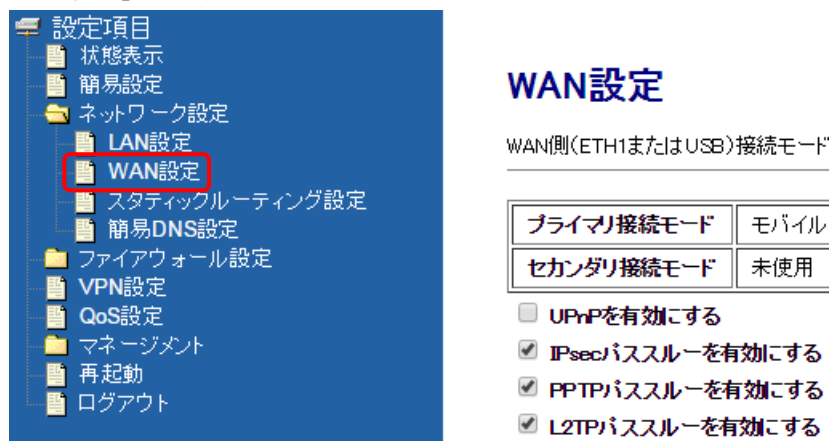 設定項目
状態表示
簡易設定
ネットワーク設定
LAN設定
WAN設定
スタティックルーティング設定
簡易DNS設定
ファイアウォール設定
VPN設定
QoS設定
マネージメント
再起動
ログアウト
WAN設定
WAN側(ETH1またはUSB)接続モード
プライマリ接続モード モバイル
セカンダリ接続モード 未使用
UPnPを有効にする
IPsecパススルーを有効にする
PPTPパススルーを有効にする
L2TPパススルーを有効にする